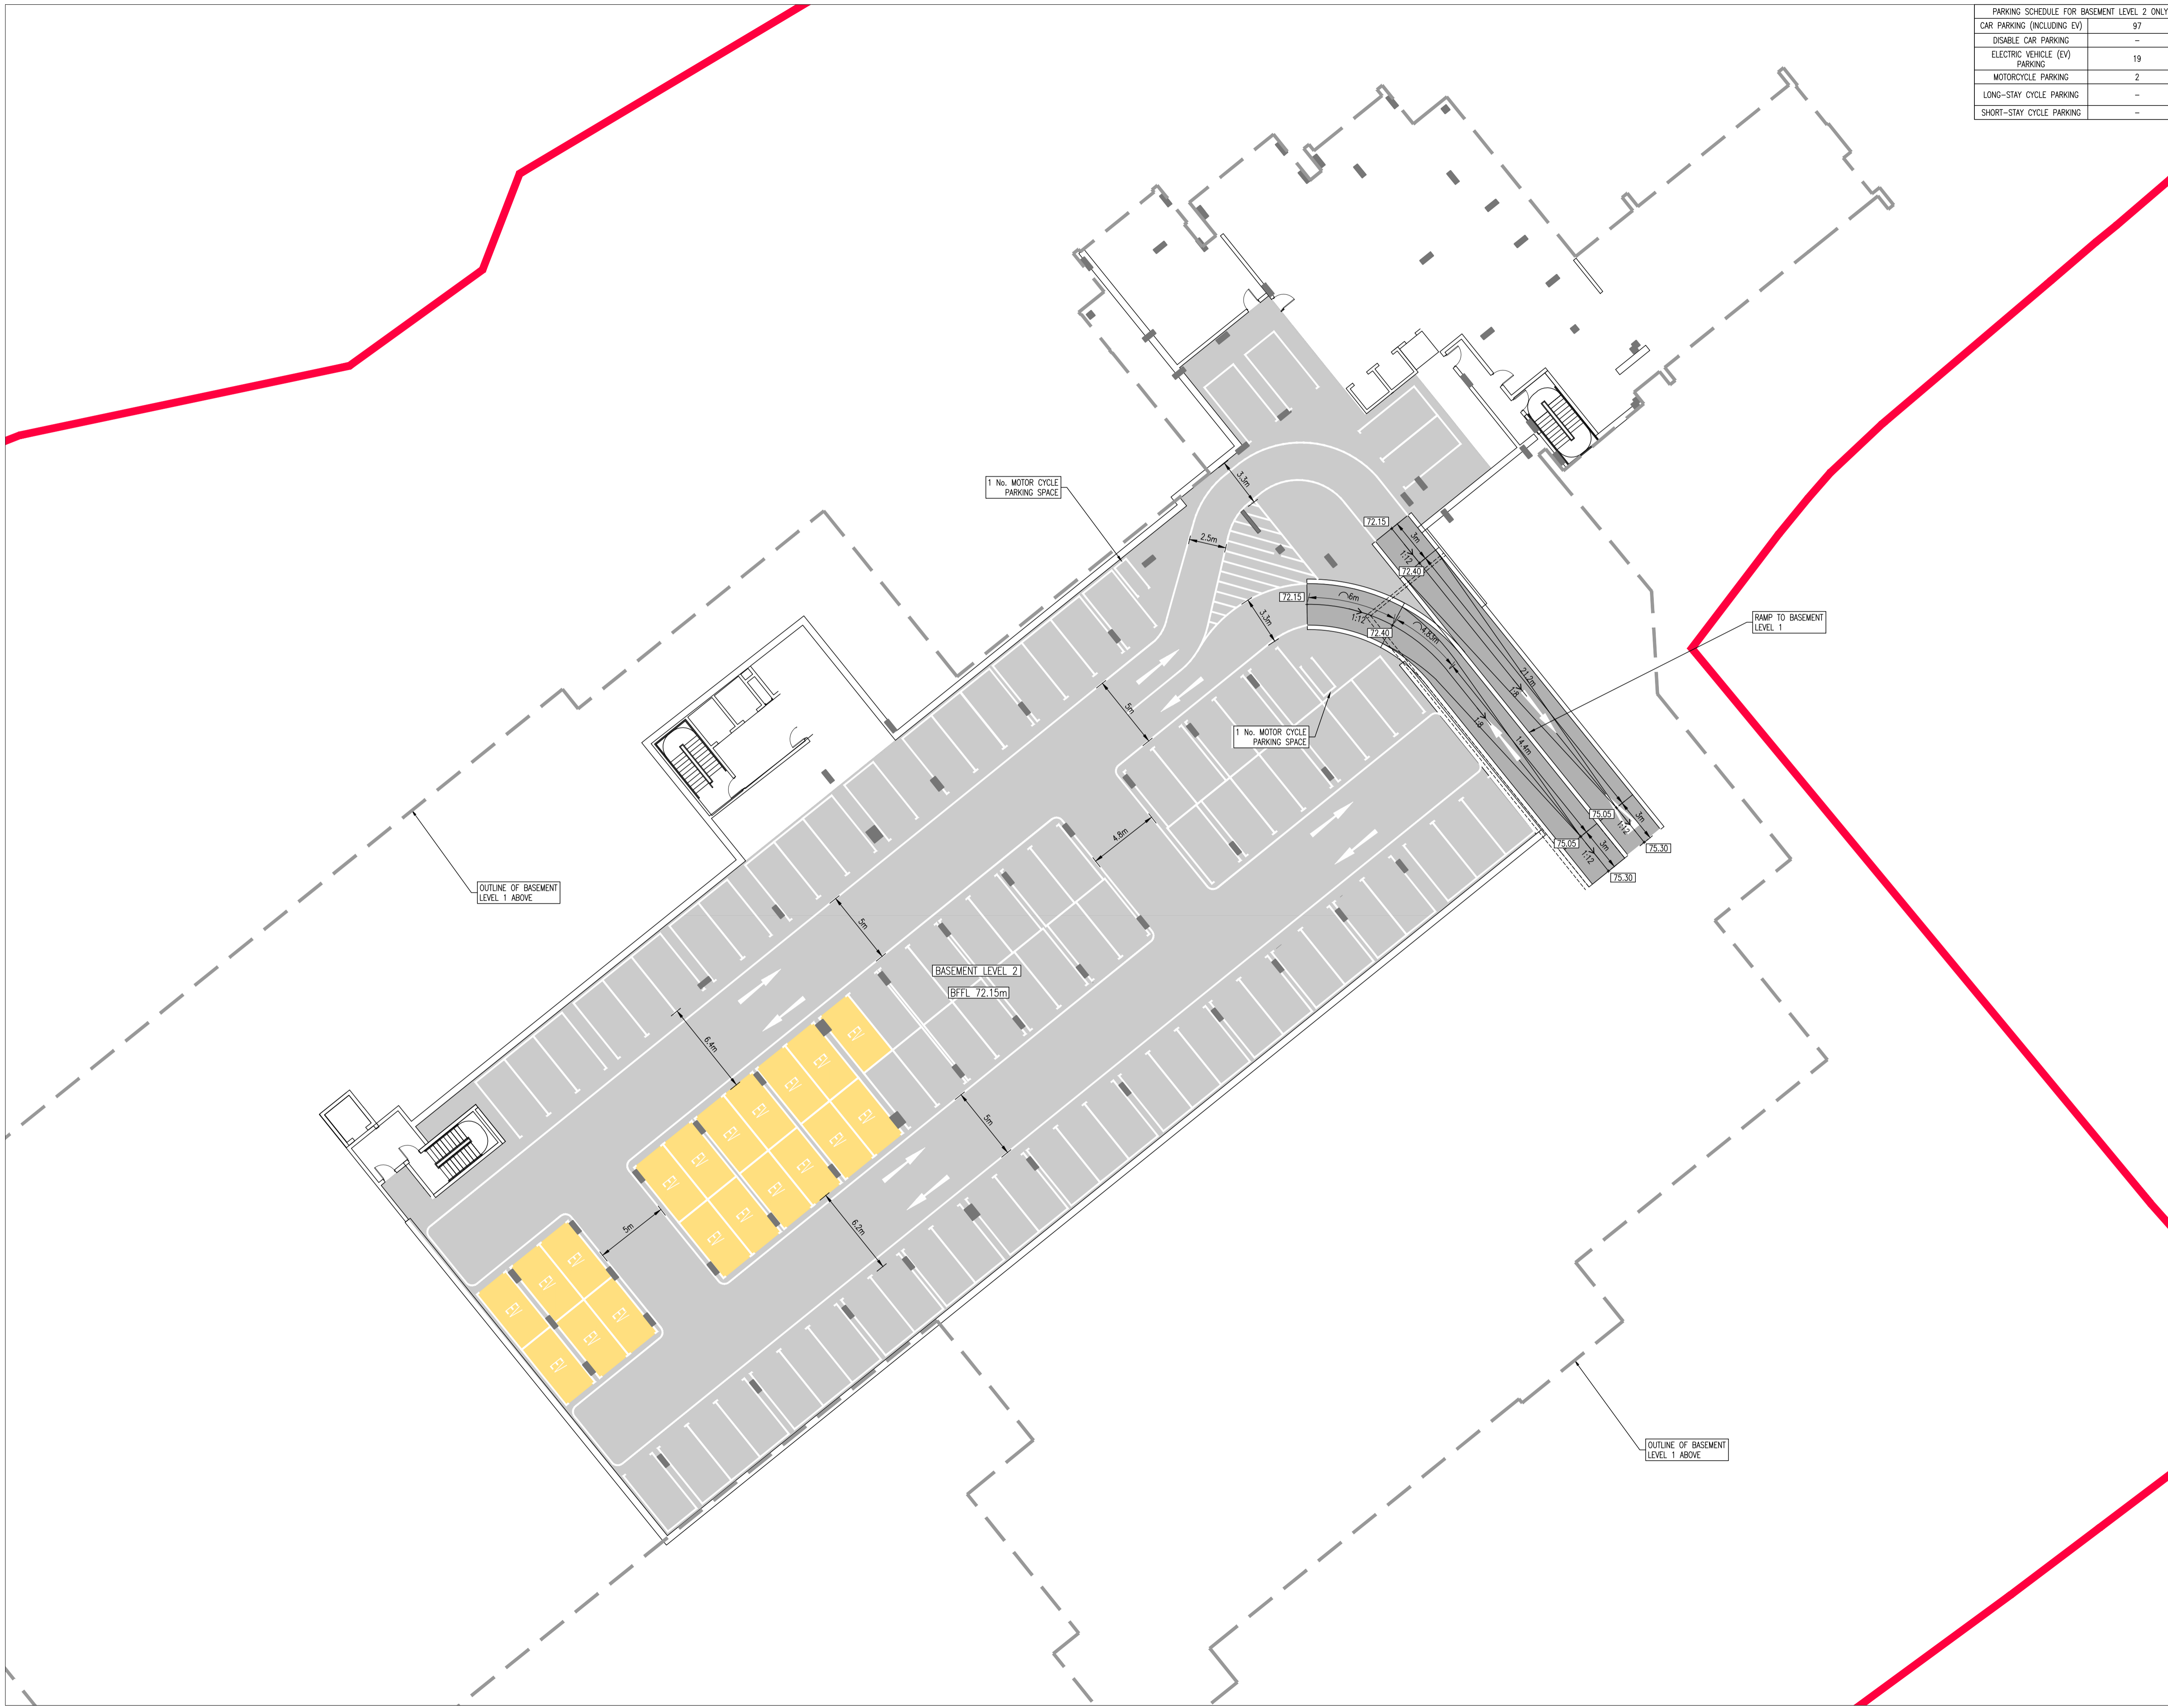 PARKING SCHEDULE FOR BASEMENT LEVEL 2 ONLY
CAR PARKING (INCLUDING EV) 97
DISABLE CAR PARKING –
ELECTRIC VEHICLE (EV)
PARKING 19
MOTORCYCLE PARKING 2
LONG–STAY CYCLE PARKING –
SHORT–STAY CYCLE PARKING –
1 No. MOTOR CYCLE
PARKING SPACE
3.3m
2.5m
72.15
3m
1:12
72.40
72.15
6m
1:12
72.40
4.83m
3.3m
RAMP TO BASEMENT
LEVEL 1
21.2m
1:8
5m
1 No. MOTOR CYCLE
PARKING SPACE
1:8
14.4m
75.05
3m
1:12
75.30
75.05
3m
1:12
75.30
4.8m
OUTLINE OF BASEMENT
LEVEL 1 ABOVE
5m
BASEMENT LEVEL 2
BFFL 72.15m
6.4m
5m
5m
6.2m
OUTLINE OF BASEMENT
LEVEL 1 ABOVE